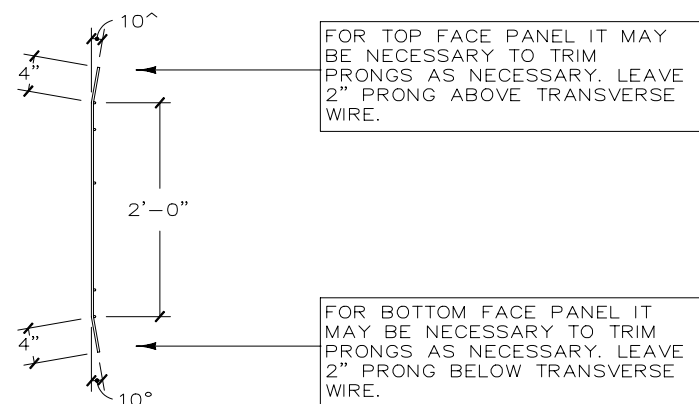 10^
FOR TOP FACE PANEL IT MAY
BE NECESSARY TO TRIM
PRONGS AS NECESSARY. LEAVE
2” PRONG ABOVE TRANSVERSE
WIRE.
4”
2’-0”
FOR BOTTOM FACE PANEL IT
MAY BE NECESSARY TO TRIM
PRONGS AS NECESSARY. LEAVE
2” PRONG BELOW TRANSVERSE
WIRE.
4”
10°